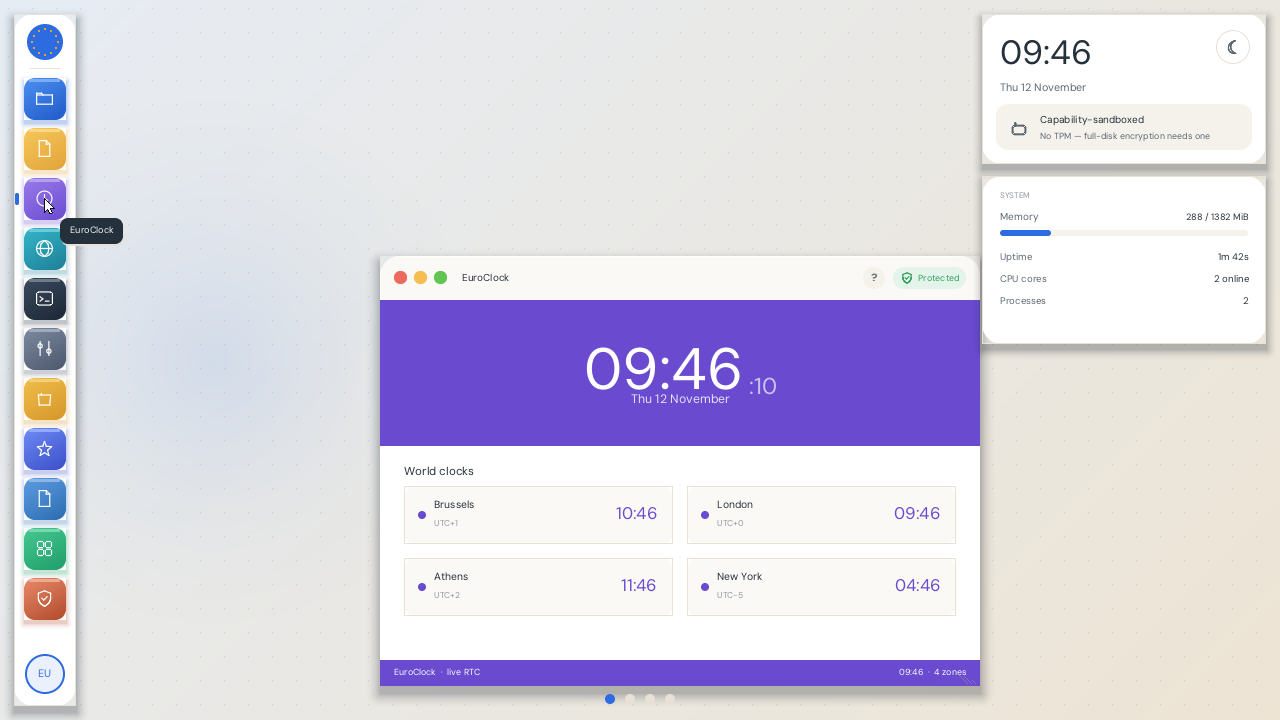 09:46
Thu 12 November
Capability-sandboxed
No TPM — full-disk encryption needs one
SYSTEM
Memory 288 / 1382 MiB
Uptime 1m 42s
CPU cores 2 online
Processes 2
EuroClock
EuroClock ? Protected
09:46 :10
Thu 12 November
World clocks
Brussels
UTC+1
10:46
London
UTC+0
09:46
Athens
UTC+2
11:46
New York
UTC-5
04:46
EuroClock · live RTC 09:46 · 4 zones
EU